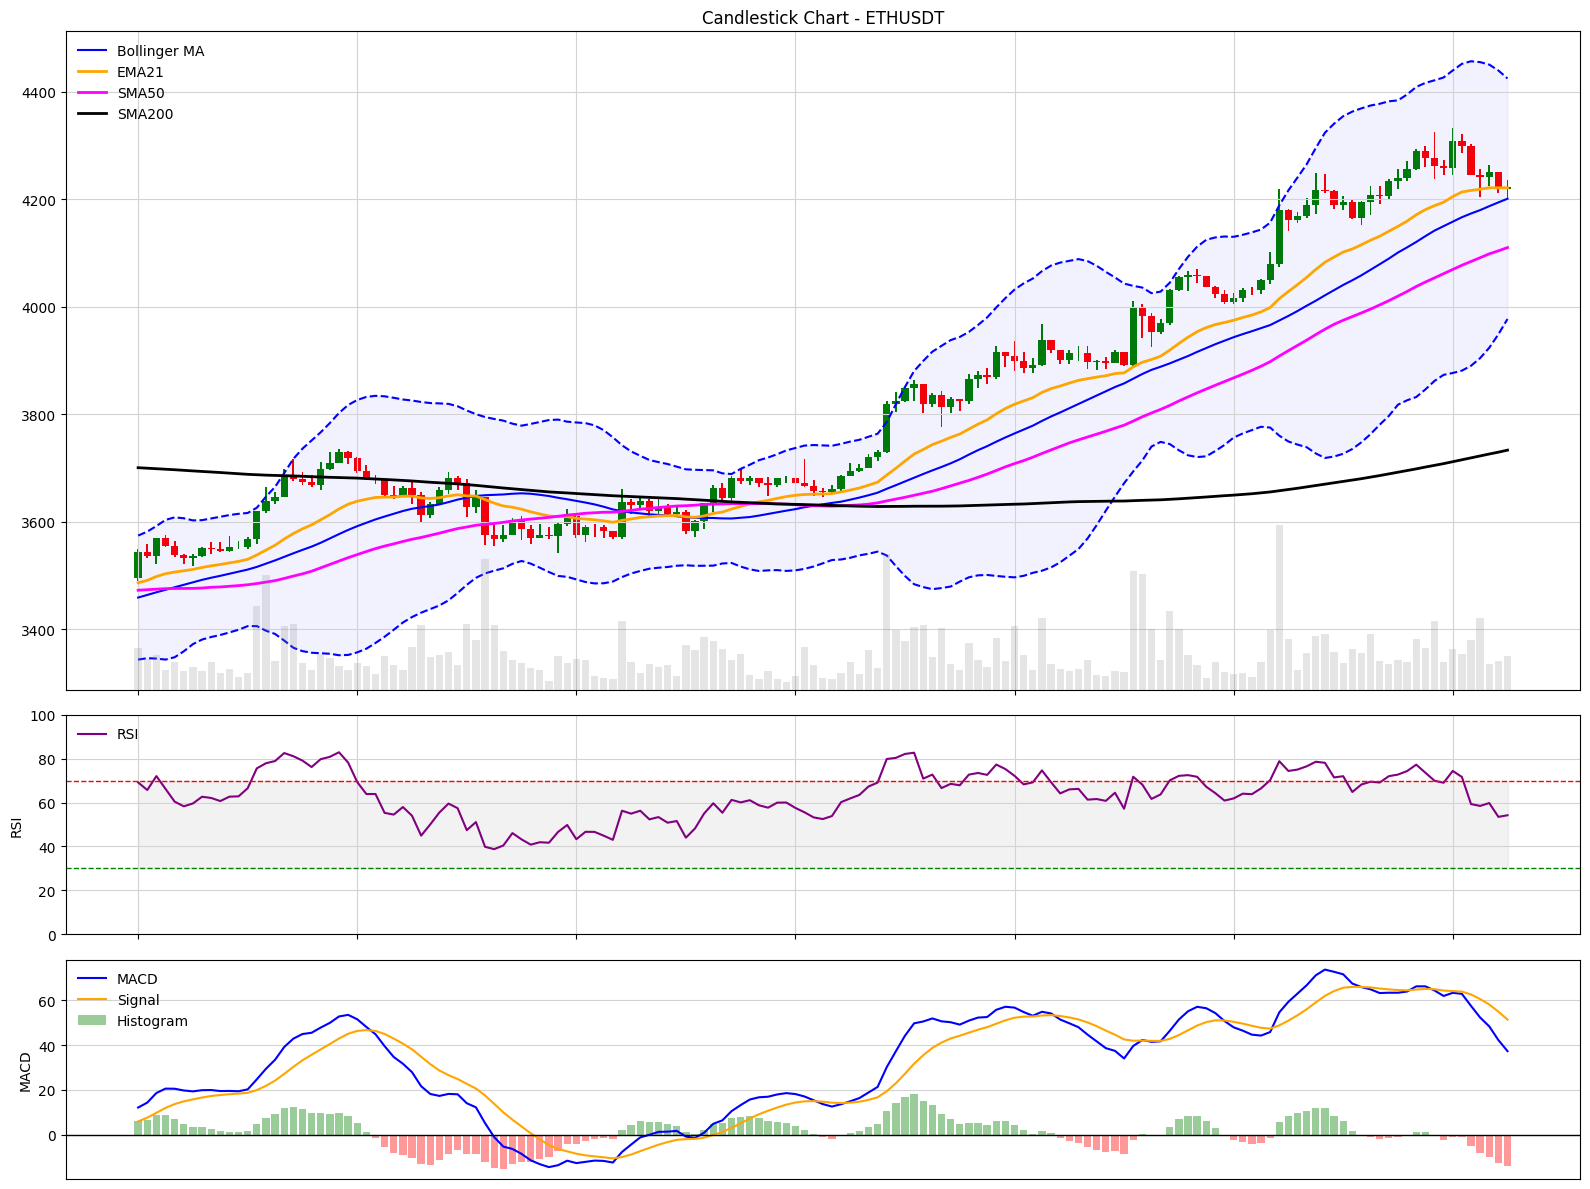 Candlestick Chart - ETHUSDT
Bollinger MA
EMA21
SMA50
SMA200
4400
4200
4000
3800
3600
3400
RSI
100
80
60
40
20
0
RSI
MACD
Signal
Histogram
60
40
20
0
MACD